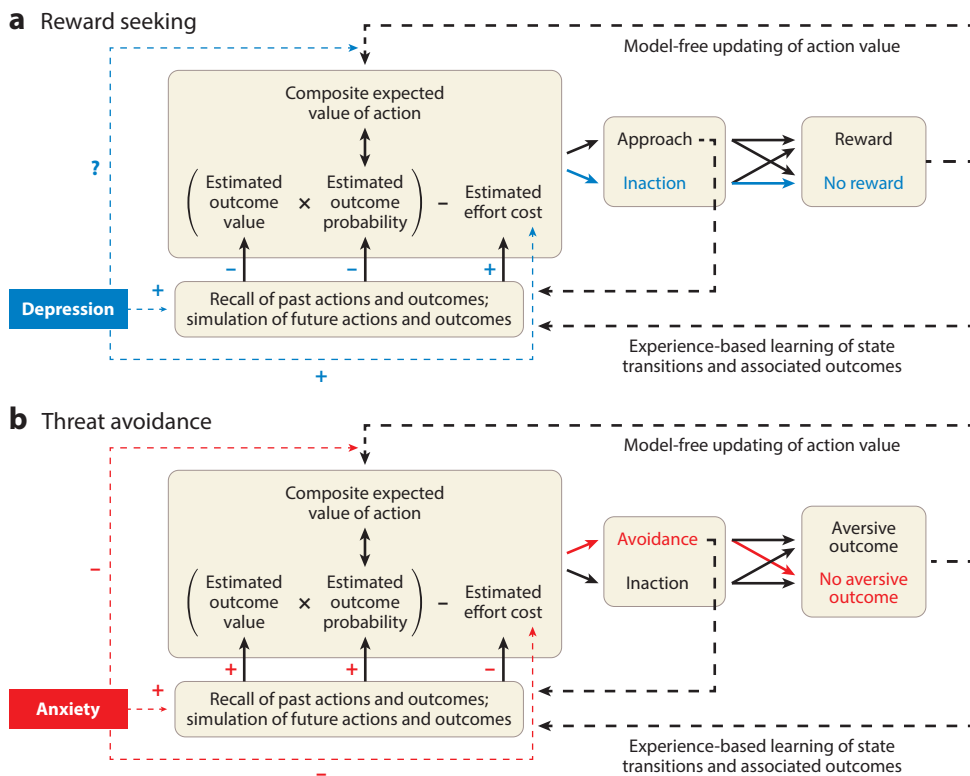 a Reward seeking
Model-free updating of action value
Composite expected
value of action
Approach
Reward
?
Inaction
No reward
( Estimated × Estimated ) – Estimated
outcome outcome effort cost
value probability
– – +
+
Depression
Recall of past actions and outcomes;
simulation of future actions and outcomes
Experience-based learning of state
transitions and associated outcomes
+
b Threat avoidance
Model-free updating of action value
Composite expected
value of action
Avoidance
Aversive
outcome
–
Inaction
No aversive
outcome
( Estimated × Estimated ) – Estimated
outcome outcome effort cost
value probability
+ + –
+
Anxiety
Recall of past actions and outcomes;
simulation of future actions and outcomes
Experience-based learning of state
transitions and associated outcomes
–